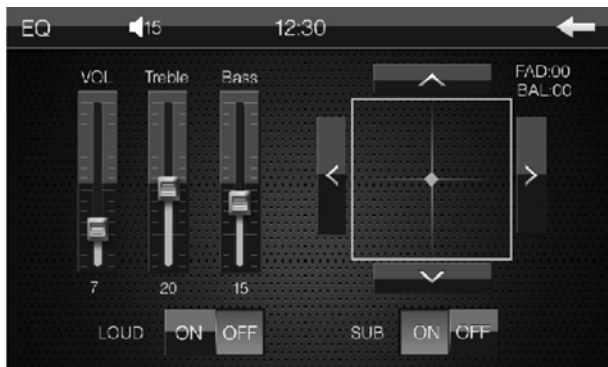 EQ 15 12:30
VOL Treble Bass
FAD:00
BAL:00
7 20 15
LOUD ON OFF SUB ON OFF